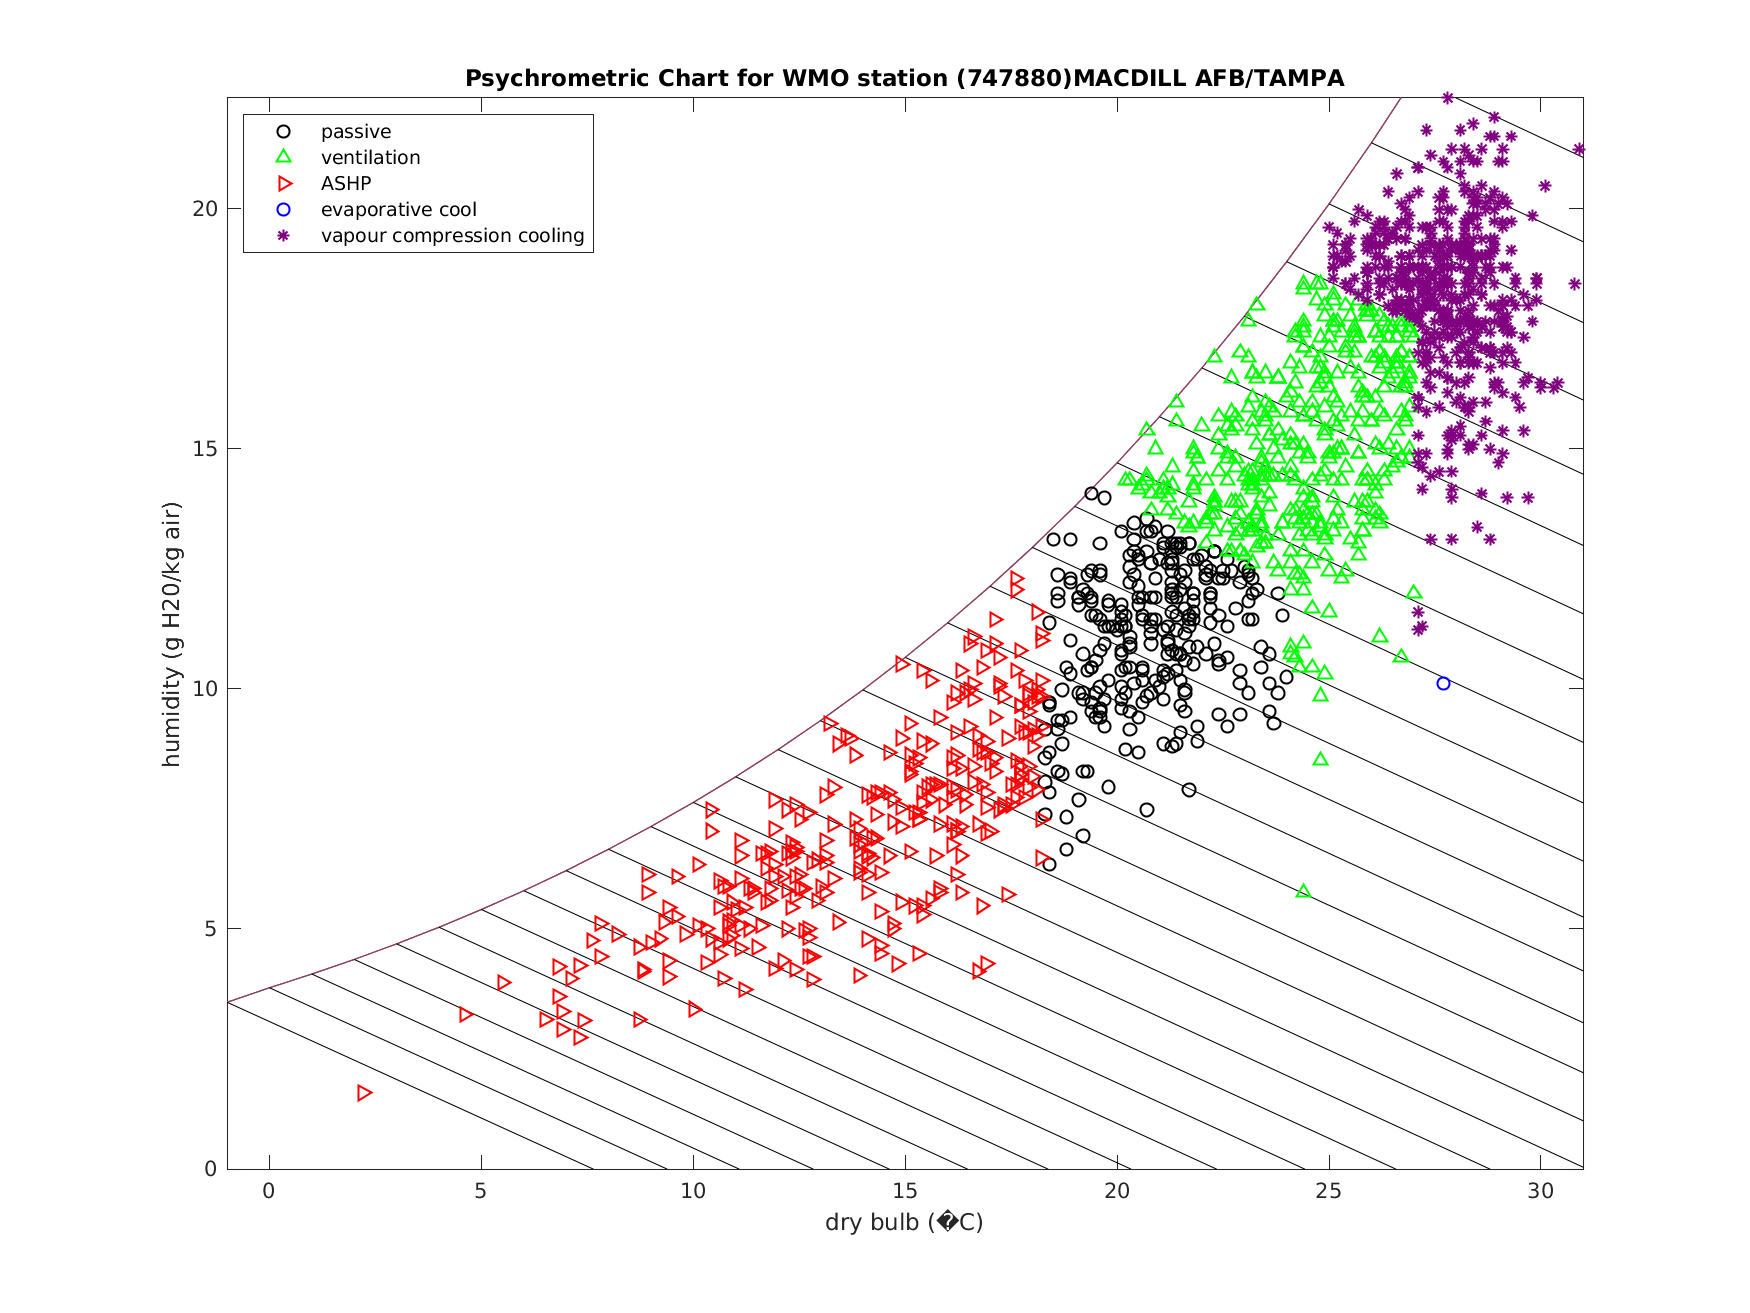 Psychrometric Chart for WMO station (747880)MACDILL AFB/TAMPA
passive
ventilation
ASHP
evaporative cool
vapour compression cooling
humidity (g H20/kg air)
20
15
10
5
0
0 5 10 15 20 25 30
dry bulb (�C)